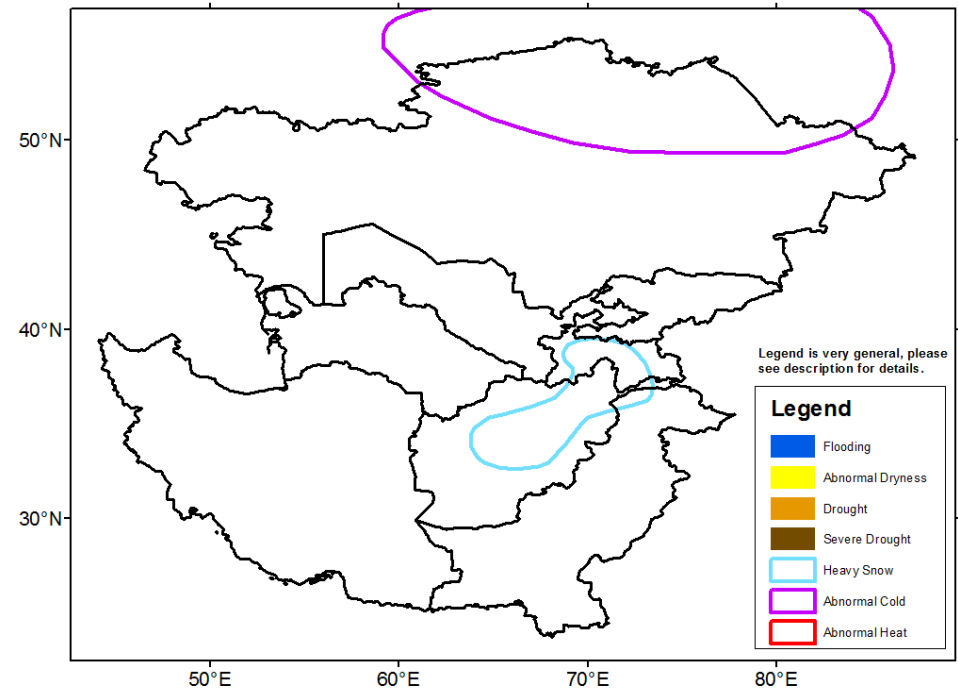 50°N
40°N
30°N
Legend is very general, please
see description for details.
Legend
Flooding
Abnormal Dryness
Drought
Severe Drought
Heavy Snow
Abnormal Cold
Abnormal Heat
50°E
60°E
70°E
80°E